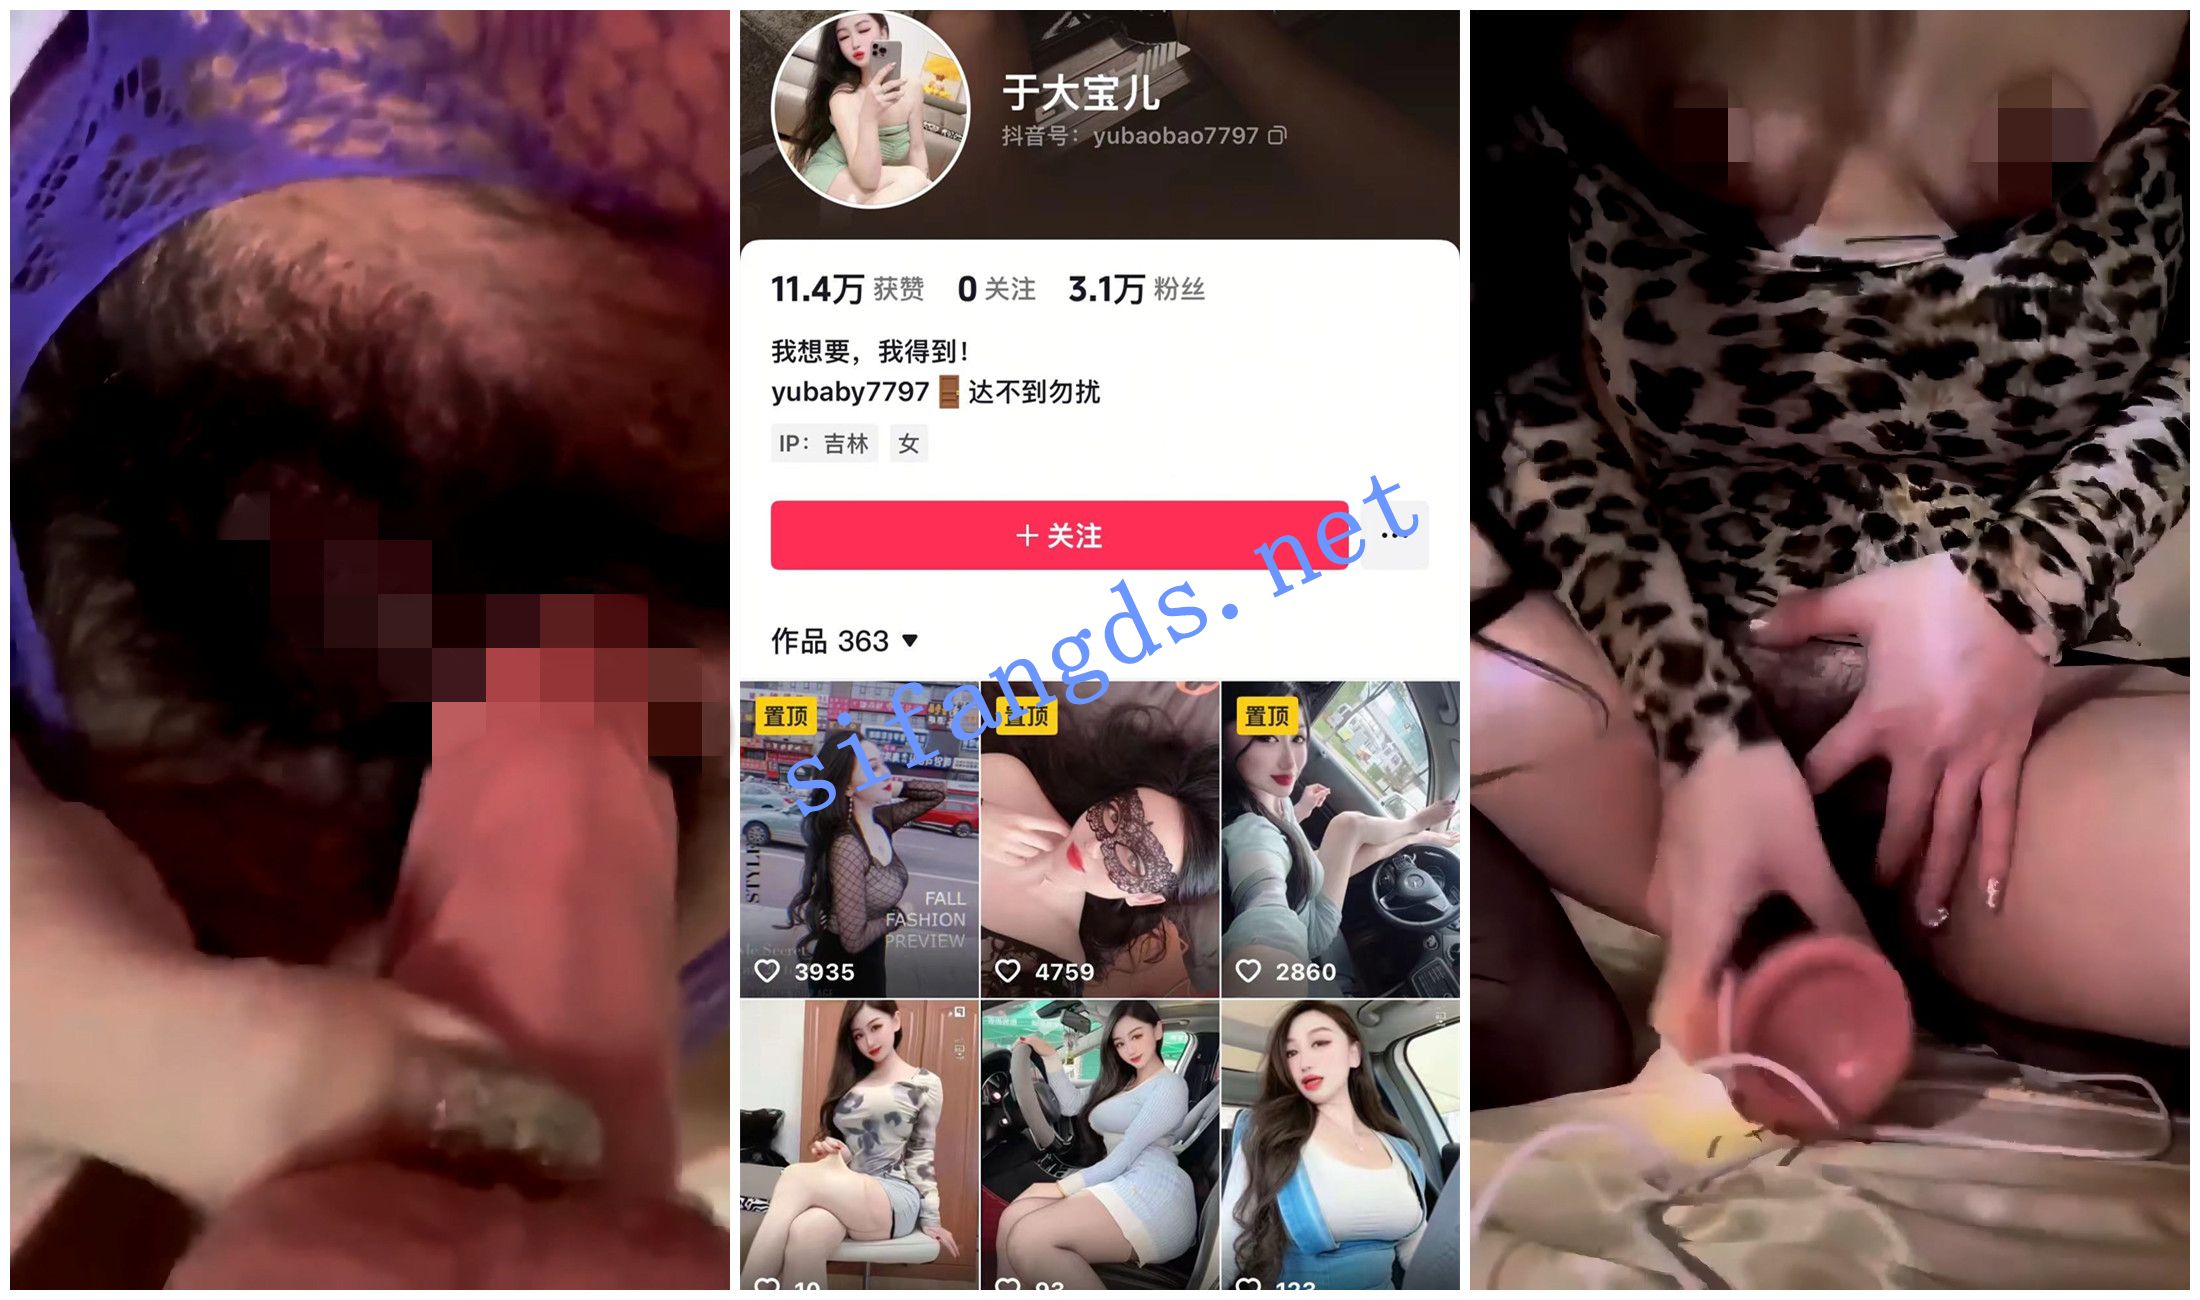 于大宝儿
抖音号：yubaobao7797
11.4万 获赞 0 关注 3.1万 粉丝
我想要，我得到！
yubaby7797🚪达不到勿扰
IP：吉林 女
＋关注
sifangds.net
作品 363
置顶 置顶 置顶
STYLE
FALL
FASHION
PREVIEW
3935 4759 2860